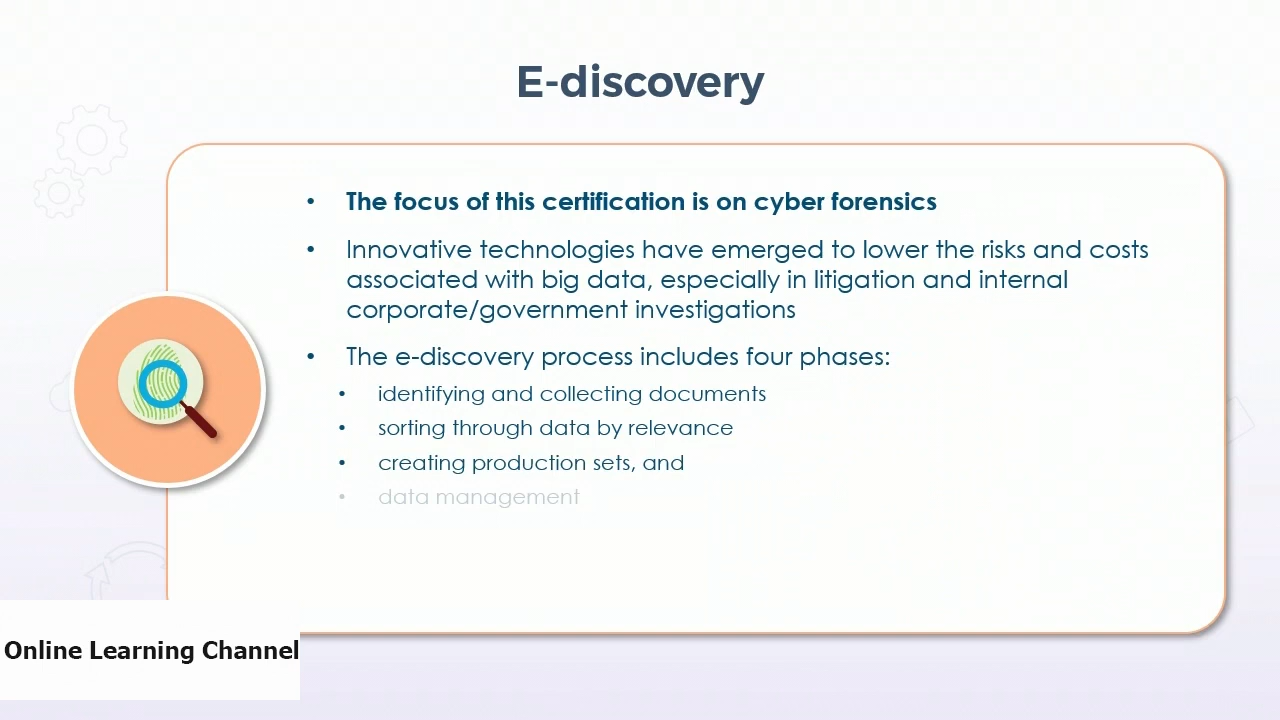 E-discovery
• The focus of this certification is on cyber forensics
• Innovative technologies have emerged to lower the risks and costs
associated with big data, especially in litigation and internal
corporate/government investigations
• The e-discovery process includes four phases:
• identifying and collecting documents
• sorting through data by relevance
• creating production sets, and
• data management
Online Learning Channel